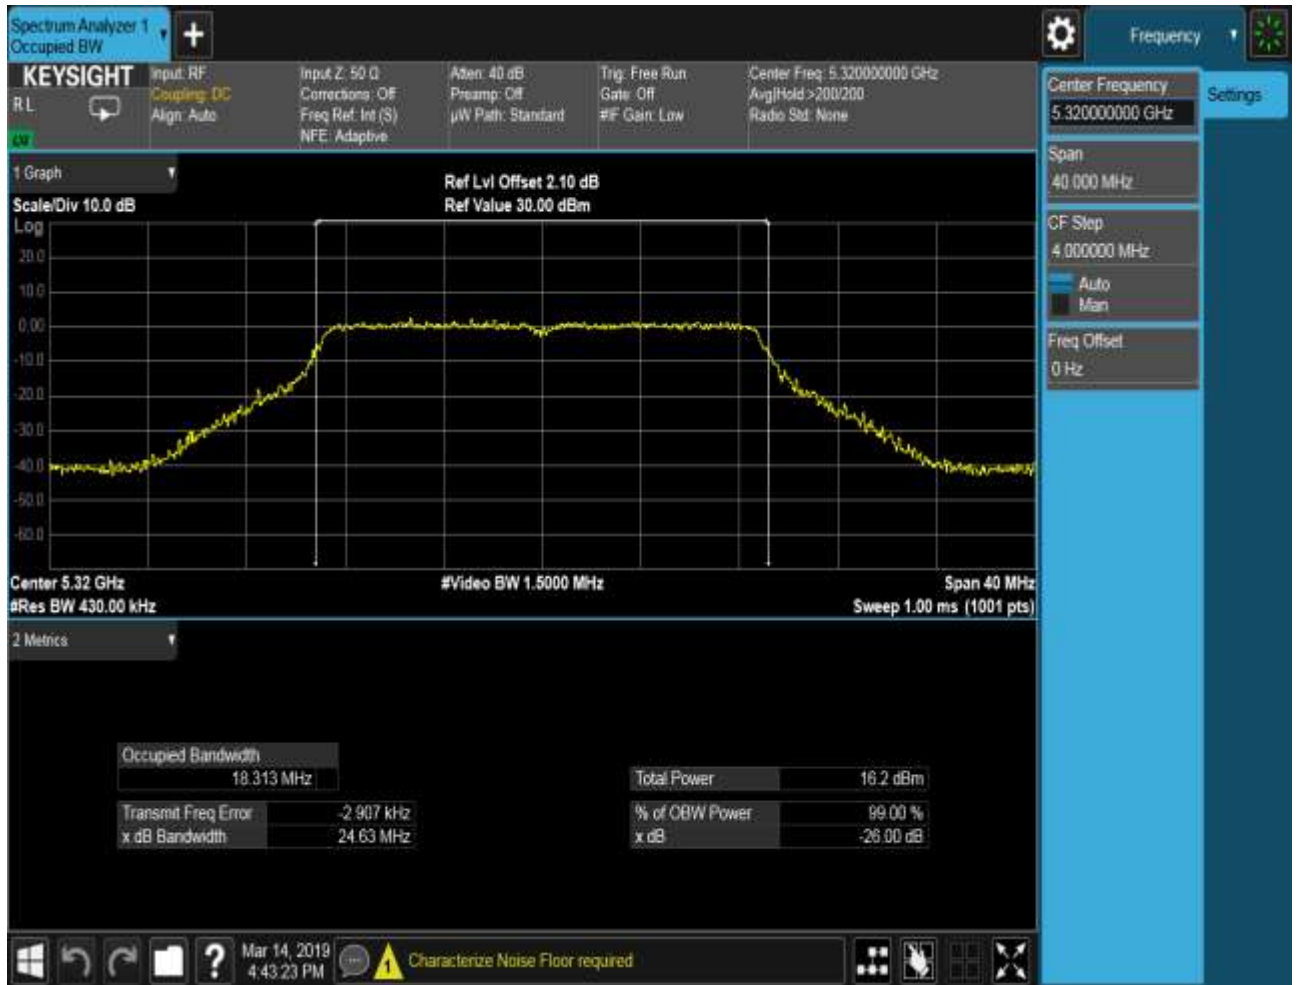 Spectrum Analyzer 1
Occupied BW
Frequency
KEYSIGHT
RL
Input: RF
Coupling: DC
Align: Auto
Input Z: 50 Ω
Corrections: Off
Freq Ref: Int (S)
NFE: Adaptive
Atten: 40 dB
Preamp: Off
µW Path: Standard
Trig: Free Run
Gate: Off
#IF Gain: Low
Center Freq: 5.320000000 GHz
Avg|Hold:>200/200
Radio Std: None
Center Frequency
5.320000000 GHz
Settings
Span
40.000 MHz
CF Step
4.000000 MHz
Auto
Man
Freq Offset
0 Hz
1 Graph
Scale/Div 10.0 dB
Ref Lvl Offset 2.10 dB
Ref Value 30.00 dBm
Log
20.0
10.0
0.00
-10.0
-20.0
-30.0
-40.0
-50.0
-60.0
Center 5.32 GHz
#Video BW 1.5000 MHz
Span 40 MHz
#Res BW 430.00 kHz
Sweep 1.00 ms (1001 pts)
2 Metrics
Occupied Bandwidth
18.313 MHz
Transmit Freq Error -2.907 kHz
x dB Bandwidth 24.63 MHz
Total Power 16.2 dBm
% of OBW Power 99.00 %
x dB -26.00 dB
?
Mar 14, 2019
4:43:23 PM
1
Characterize Noise Floor required